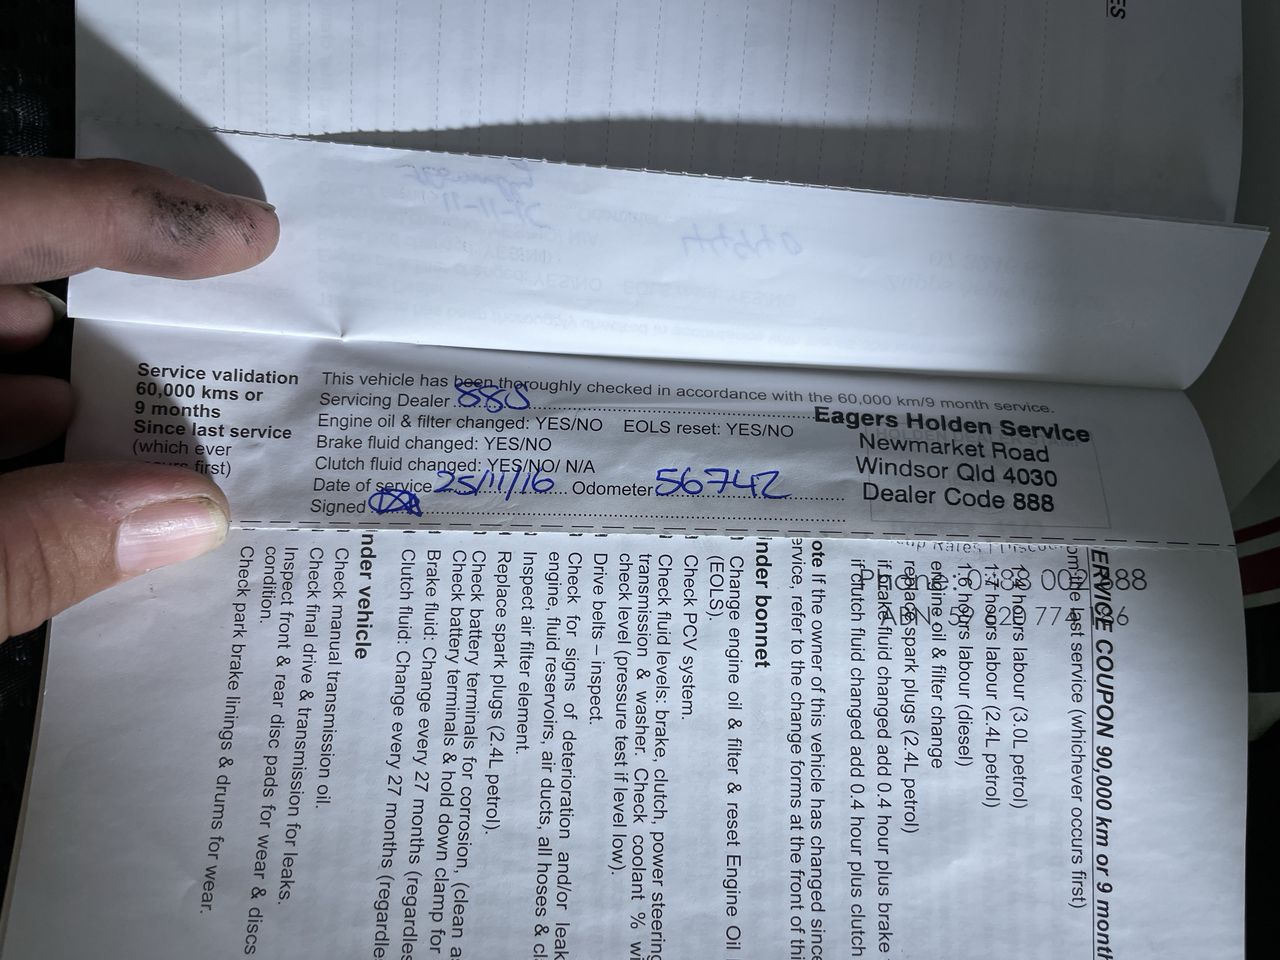 ES
Service validation
60,000 kms or
9 months
Since last service
(which ever
first)
This vehicle has been thoroughly checked in accordance with the 60,000 km/9 month service.
Servicing Dealer 888
Engine oil & filter changed: YES/NO EOLS reset: YES/NO
Brake fluid changed: YES/NO
Clutch fluid changed: YES/NO/ N/A
Date of service 25/11/16 Odometer 56742
Signed
Eagers Holden Service
Newmarket Road
Windsor Qld 4030
Dealer Code 888
ERVICE COUPON 90,000 km or 9 month
om the last service (whichever occurs first)
hours labour (3.0L petrol)
hours labour (2.4L petrol)
hours labour (diesel)
engine oil & filter change
replace spark plugs (2.4L petrol)
if brake fluid changed add 0.4 hour plus brake
if clutch fluid changed add 0.4 hour plus clutch
ote If the owner of this vehicle has changed since
ervice, refer to the change forms at the front of thi
nder bonnet
Change engine oil & filter & reset Engine Oil
(EOLS).
Check PCV system.
Check fluid levels: brake, clutch, power steering
transmission & washer. Check coolant % wi
check level (pressure test if level low).
Drive belts – inspect.
Check for signs of deterioration and/or leak
engine, fluid reservoirs, air ducts, all hoses & cl
Inspect air filter element.
Replace spark plugs (2.4L petrol).
Check battery terminals for corrosion, (clean as
Check battery terminals & hold down clamp for
Brake fluid: Change every 27 months (regardles
Clutch fluid: Change every 27 months (regardle
nder vehicle
Check manual transmission oil.
Check final drive & transmission for leaks.
Inspect front & rear disc pads for wear & discs
condition.
Check park brake linings & drums for wear.